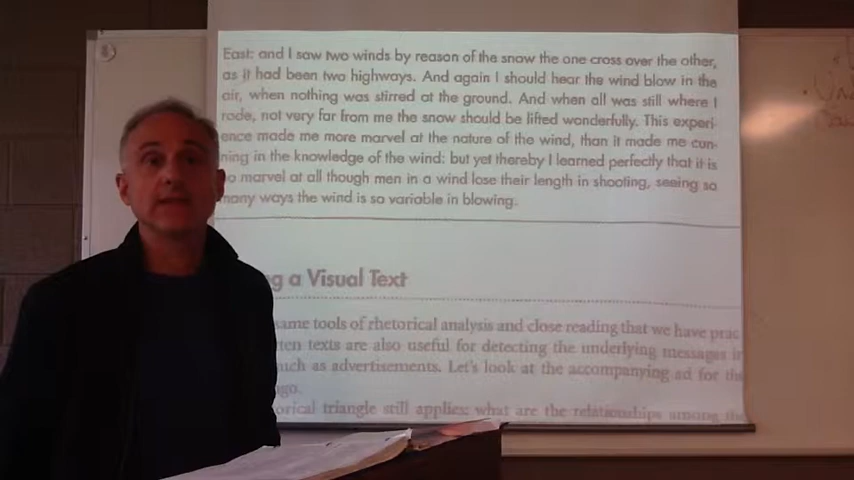 East: and I saw two winds by reason of the snow the one cross over the other,
as it had been two highways. And again I should hear the wind blow in the
air, when nothing was stirred at the ground. And when all was still where I
rode, not very far from me the snow should be lifted wonderfully. This experi-
ence made me more marvel at the nature of the wind, than it made me cun-
ning in the knowledge of the wind: but yet thereby I learned perfectly that it is
no marvel at all though men in a wind lose their length in shooting, seeing so
many ways the wind is so variable in blowing.
g a Visual Text
same tools of rhetorical analysis and close reading that we have prac
tten texts are also useful for detecting the underlying messages in
such as advertisements. Let's look at the accompanying ad for the
ngo.
orical triangle still applies: what are the relationships among the